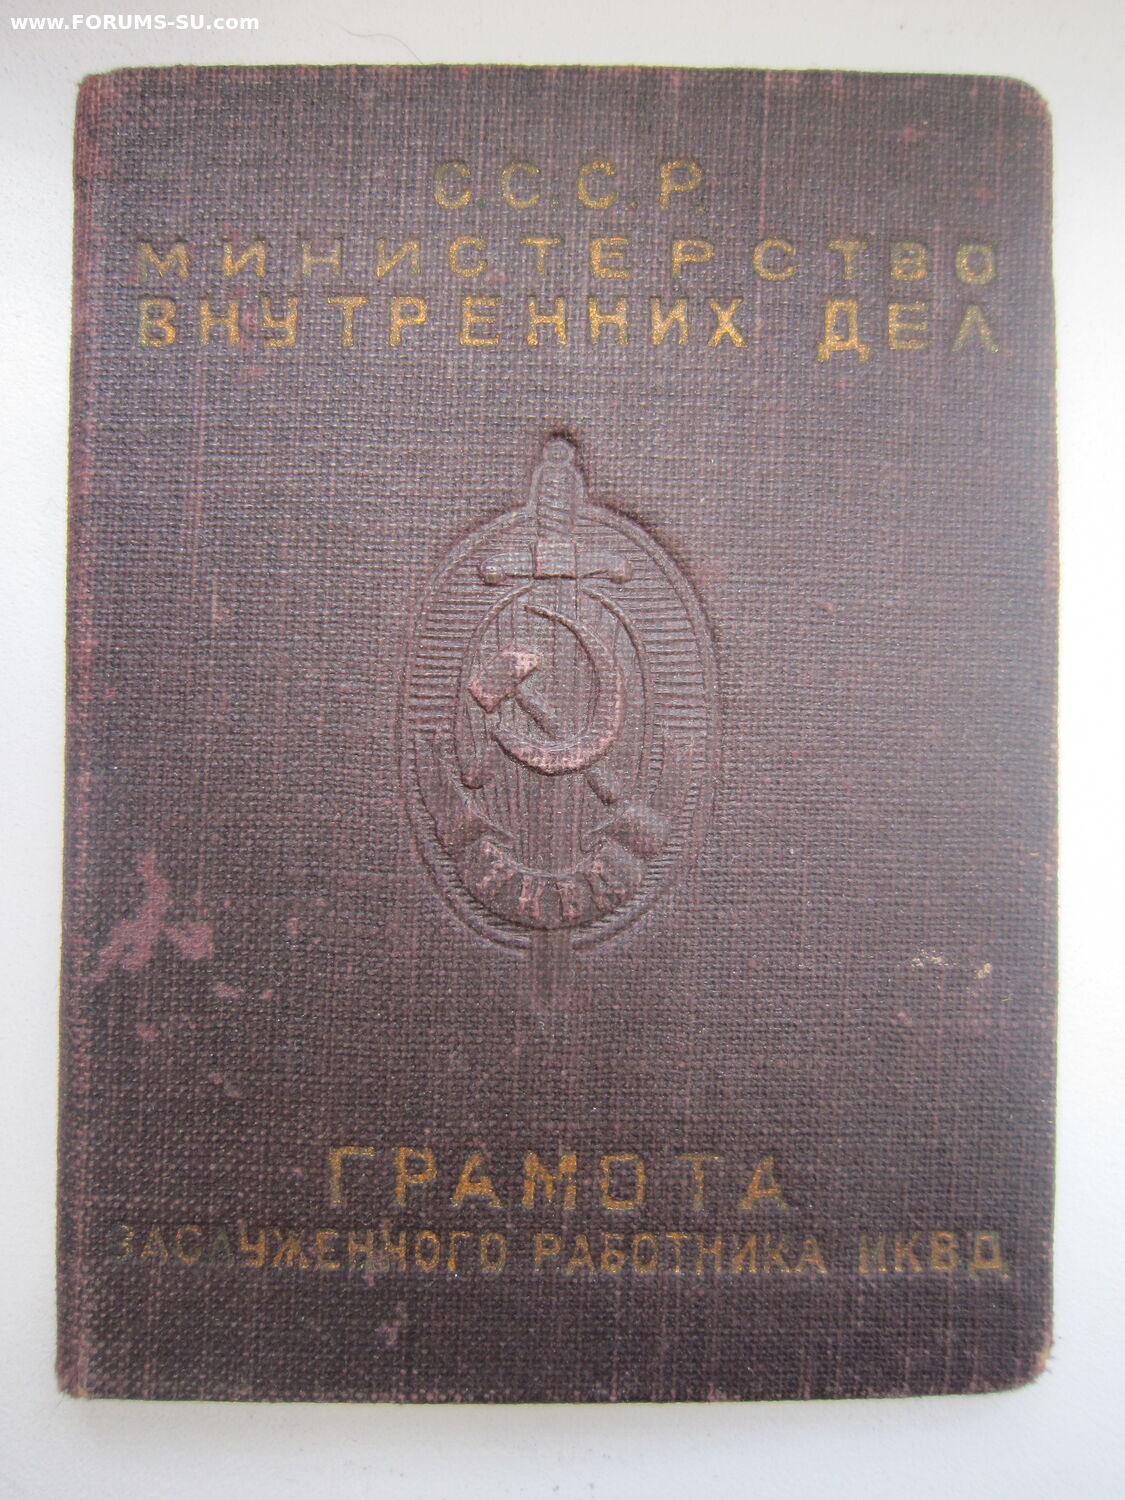 www.FORUMS-SU.com
С.С.С.Р.
МИНИСТЕРСТВО
ВНУТРЕННИХ ДЕЛ
НКВД
ГРАМОТА
ЗАСЛУЖЕННОГО РАБОТНИКА НКВД